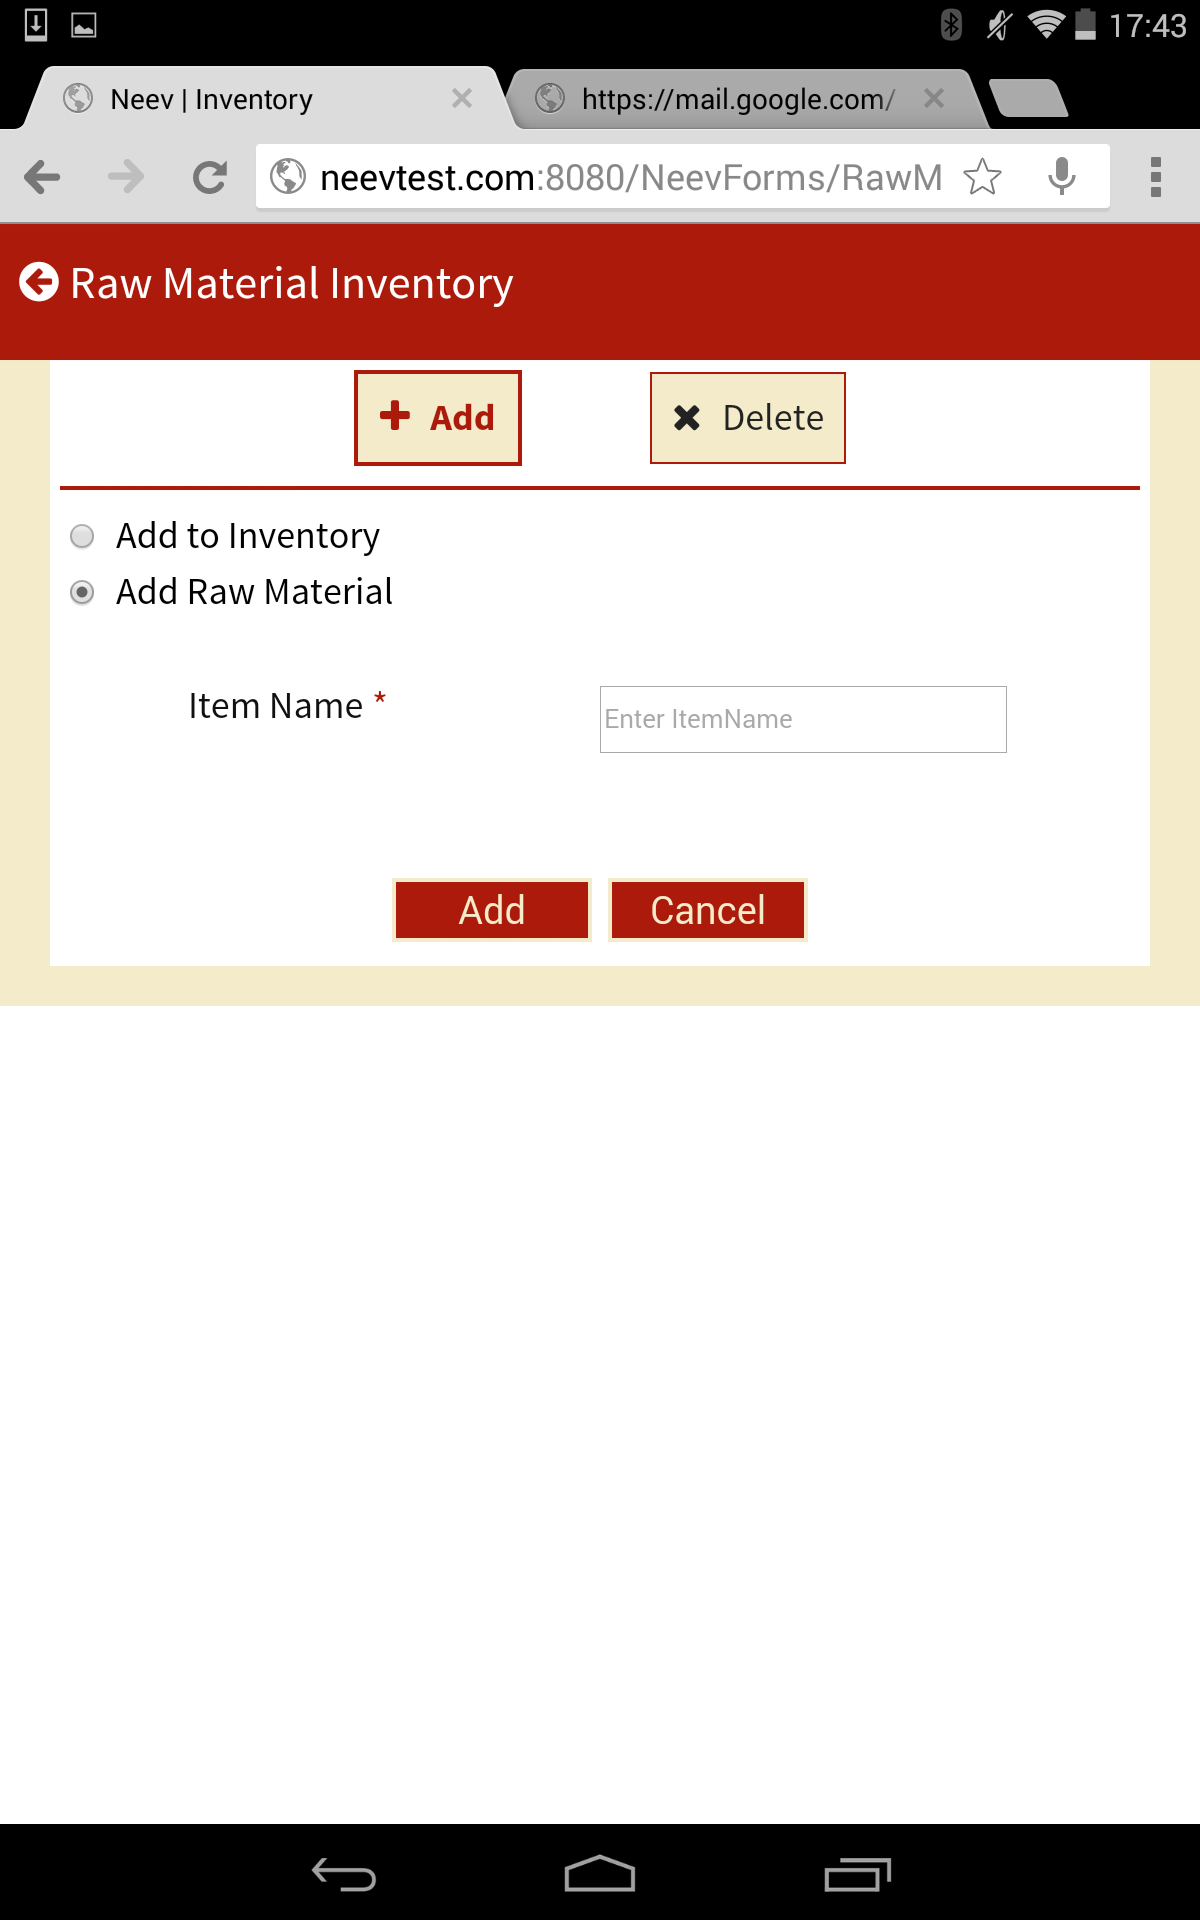 17:43
Neev | Inventory
https://mail.google.com/
neevtest.com:8080/NeevForms/RawM
Raw Material Inventory
Add
Delete
Add to Inventory
Add Raw Material
Item Name *
Enter ItemName
Add
Cancel